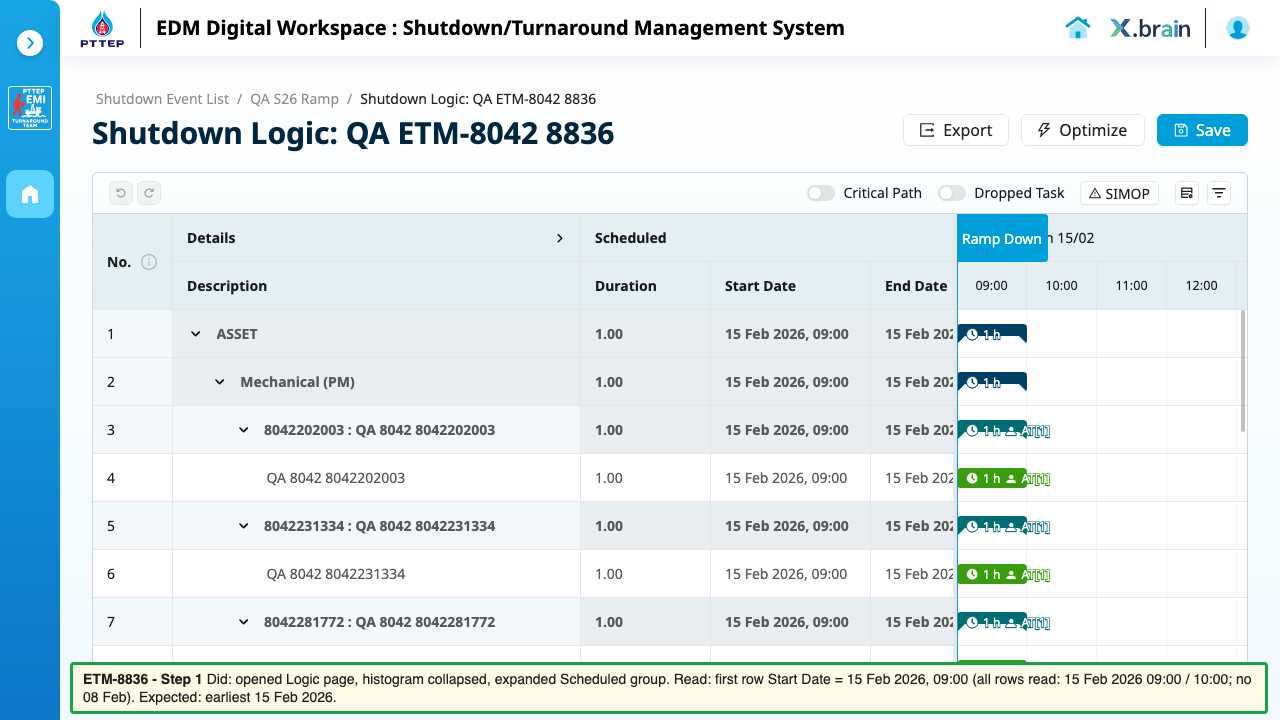 PTTEP
EDM Digital Workspace : Shutdown/Turnaround Management System
X.brain
PTTEP
EMI
TURNAROUND
TEAM
Shutdown Event List / QA S26 Ramp / Shutdown Logic: QA ETM-8042 8836
Shutdown Logic: QA ETM-8042 8836
Export
Optimize
Save
Critical Path
Dropped Task
SIMOP
No.
Details
Scheduled
Ramp Down
15/02
Description
Duration
Start Date
End Date
09:00
10:00
11:00
12:00
1 ASSET 1.00 15 Feb 2026, 09:00 15 Feb 202 1 h
2 Mechanical (PM) 1.00 15 Feb 2026, 09:00 15 Feb 202 1 h
3 8042202003 : QA 8042 8042202003 1.00 15 Feb 2026, 09:00 15 Feb 202 1 h AT[1]
4 QA 8042 8042202003 1.00 15 Feb 2026, 09:00 15 Feb 202 1 h AT[1]
5 8042231334 : QA 8042 8042231334 1.00 15 Feb 2026, 09:00 15 Feb 202 1 h AT[1]
6 QA 8042 8042231334 1.00 15 Feb 2026, 09:00 15 Feb 202 1 h AT[1]
7 8042281772 : QA 8042 8042281772 1.00 15 Feb 2026, 09:00 15 Feb 202 1 h AT[1]
ETM-8836 - Step 1 Did: opened Logic page, histogram collapsed, expanded Scheduled group. Read: first row Start Date = 15 Feb 2026, 09:00 (all rows read: 15 Feb 2026 09:00 / 10:00; no
08 Feb). Expected: earliest 15 Feb 2026.